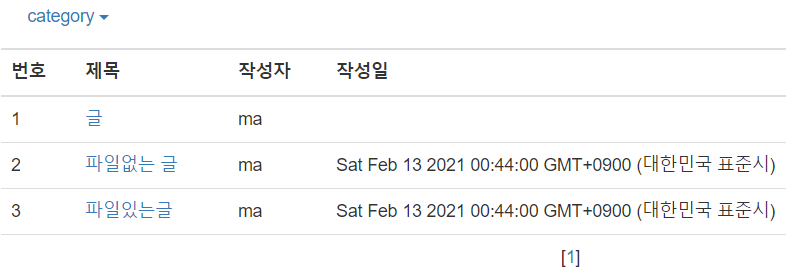 category
번호 제목 작성자 작성일
1 글 ma
2 파일없는 글 ma Sat Feb 13 2021 00:44:00 GMT+0900 (대한민국 표준시)
3 파일있는글 ma Sat Feb 13 2021 00:44:00 GMT+0900 (대한민국 표준시)
[1]